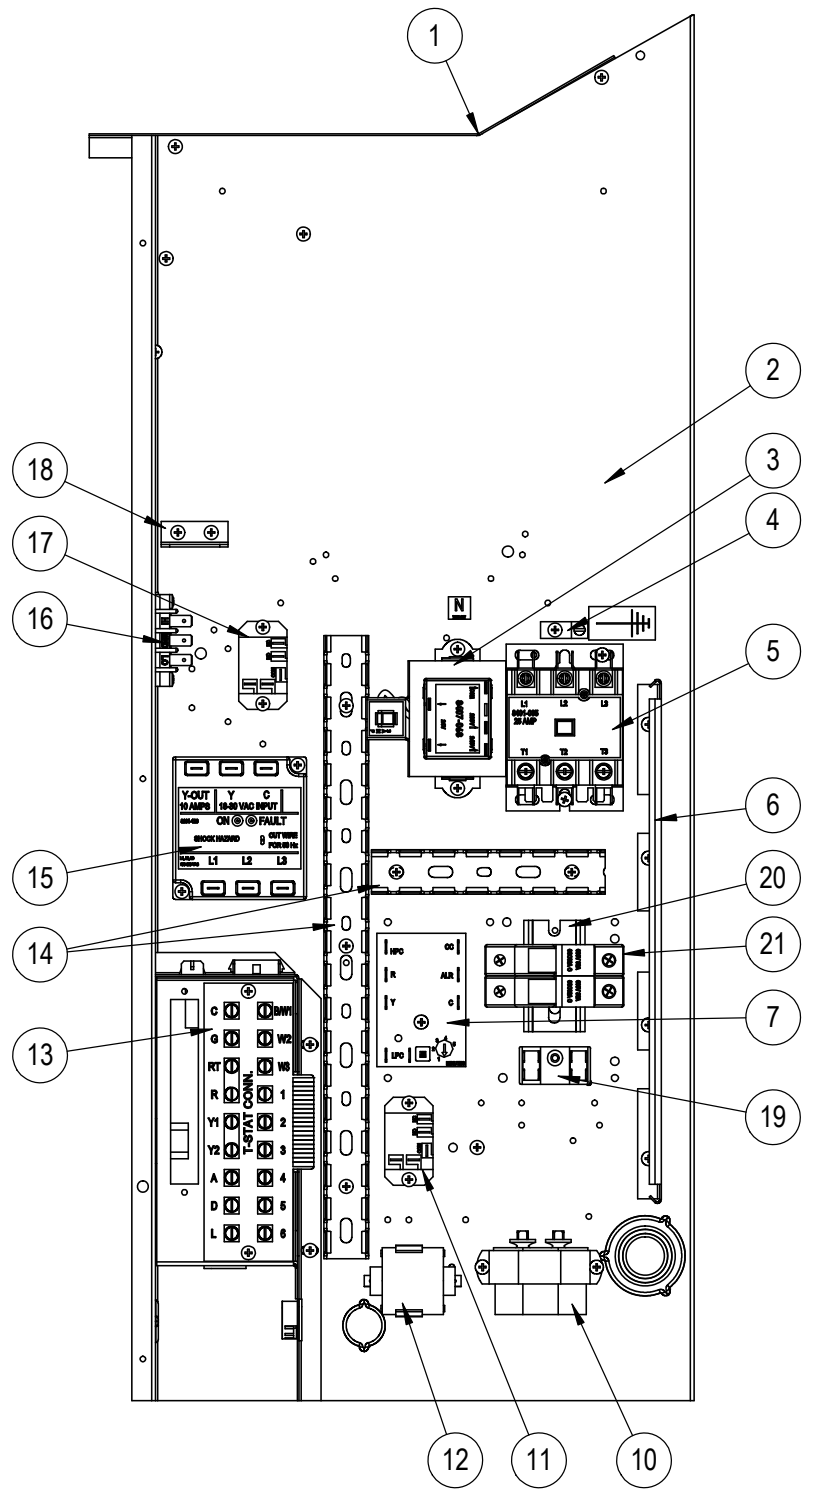 1
2
3
18
4
17
N
16
5
L1 L2 L3
25 AMP
T1 T2 T3
6
Y-OUT Y C
10 AMPS 18-30 VAC INPUT
ON FAULT
SHOCK HAZARD CUT WIRE
FOR 50 Hz
L1 L2 L3
15
20
21
14
HPC CC
R ALR
Y C
7
LPC
13
T-STAT CONN.
C B/W1
G W2
RT W3
R 1
Y1 2
Y2 3
A 4
D 5
L 6
19
12
11
10